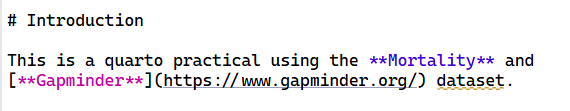 # Introduction
This is a quarto practical using the **Mortality** and
[**Gapminder**](https://www.gapminder.org/) dataset.